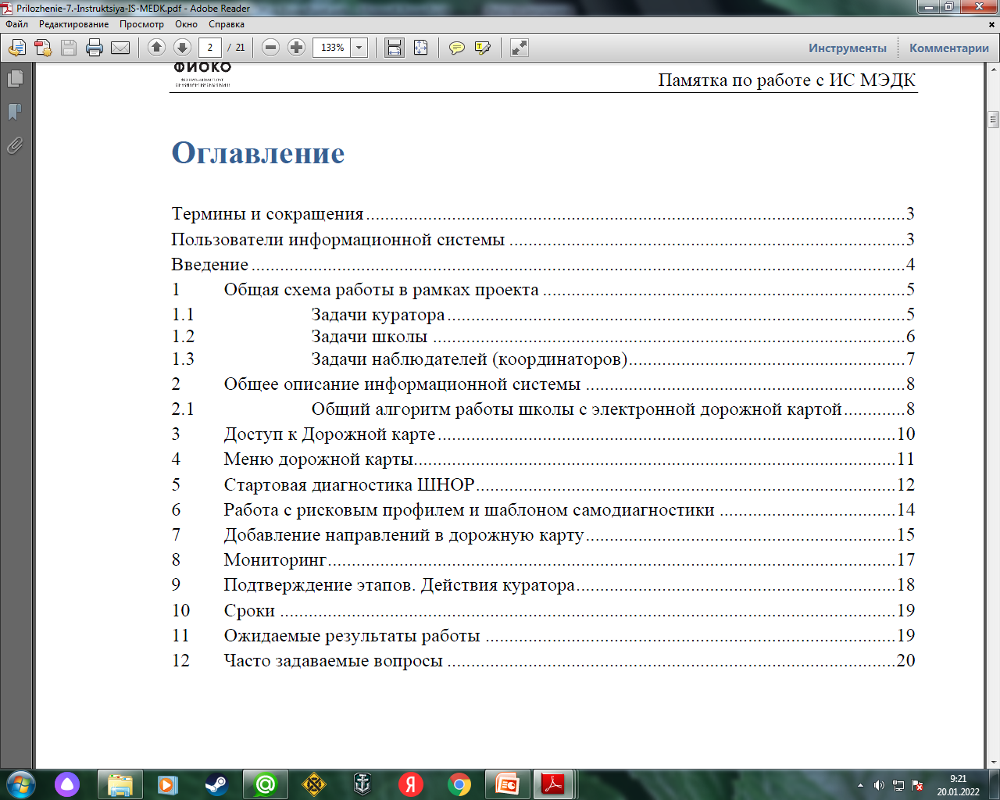 Prilozhenie-7.-Instruktsiya-IS-MEDK.pdf - Adobe Reader
Файл Редактирование Просмотр Окно Справка
2 / 21 133% Инструменты Комментарии
ФИОКО
Памятка по работе с ИС МЭДК
Оглавление
Термины и сокращения....................3
Пользователи информационной системы....................3
Введение....................4
1 Общая схема работы в рамках проекта....................5
1.1 Задачи куратора....................5
1.2 Задачи школы....................6
1.3 Задачи наблюдателей (координаторов)....................7
2 Общее описание информационной системы....................8
2.1 Общий алгоритм работы школы с электронной дорожной картой....................8
3 Доступ к Дорожной карте....................10
4 Меню дорожной карты....................11
5 Стартовая диагностика ШНОР....................12
6 Работа с рисковым профилем и шаблоном самодиагностики....................14
7 Добавление направлений в дорожную карту....................15
8 Мониторинг....................17
9 Подтверждение этапов. Действия куратора....................18
10 Сроки....................19
11 Ожидаемые результаты работы....................19
12 Часто задаваемые вопросы....................20
9:21
20.01.2022